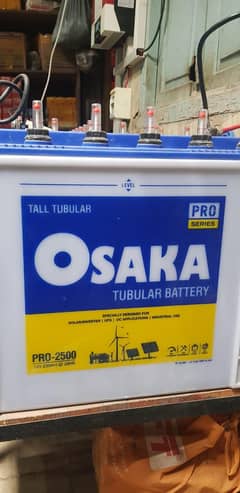 LEVEL
TALL TUBULAR
PRO
SERIES
OSAKA
TUBULAR BATTERY
SPECIALLY DESIGNED FOR
SOLAR/INVERTER | UPS | DC APPLICATIONS | INDUSTRIAL USE
PRO-2500